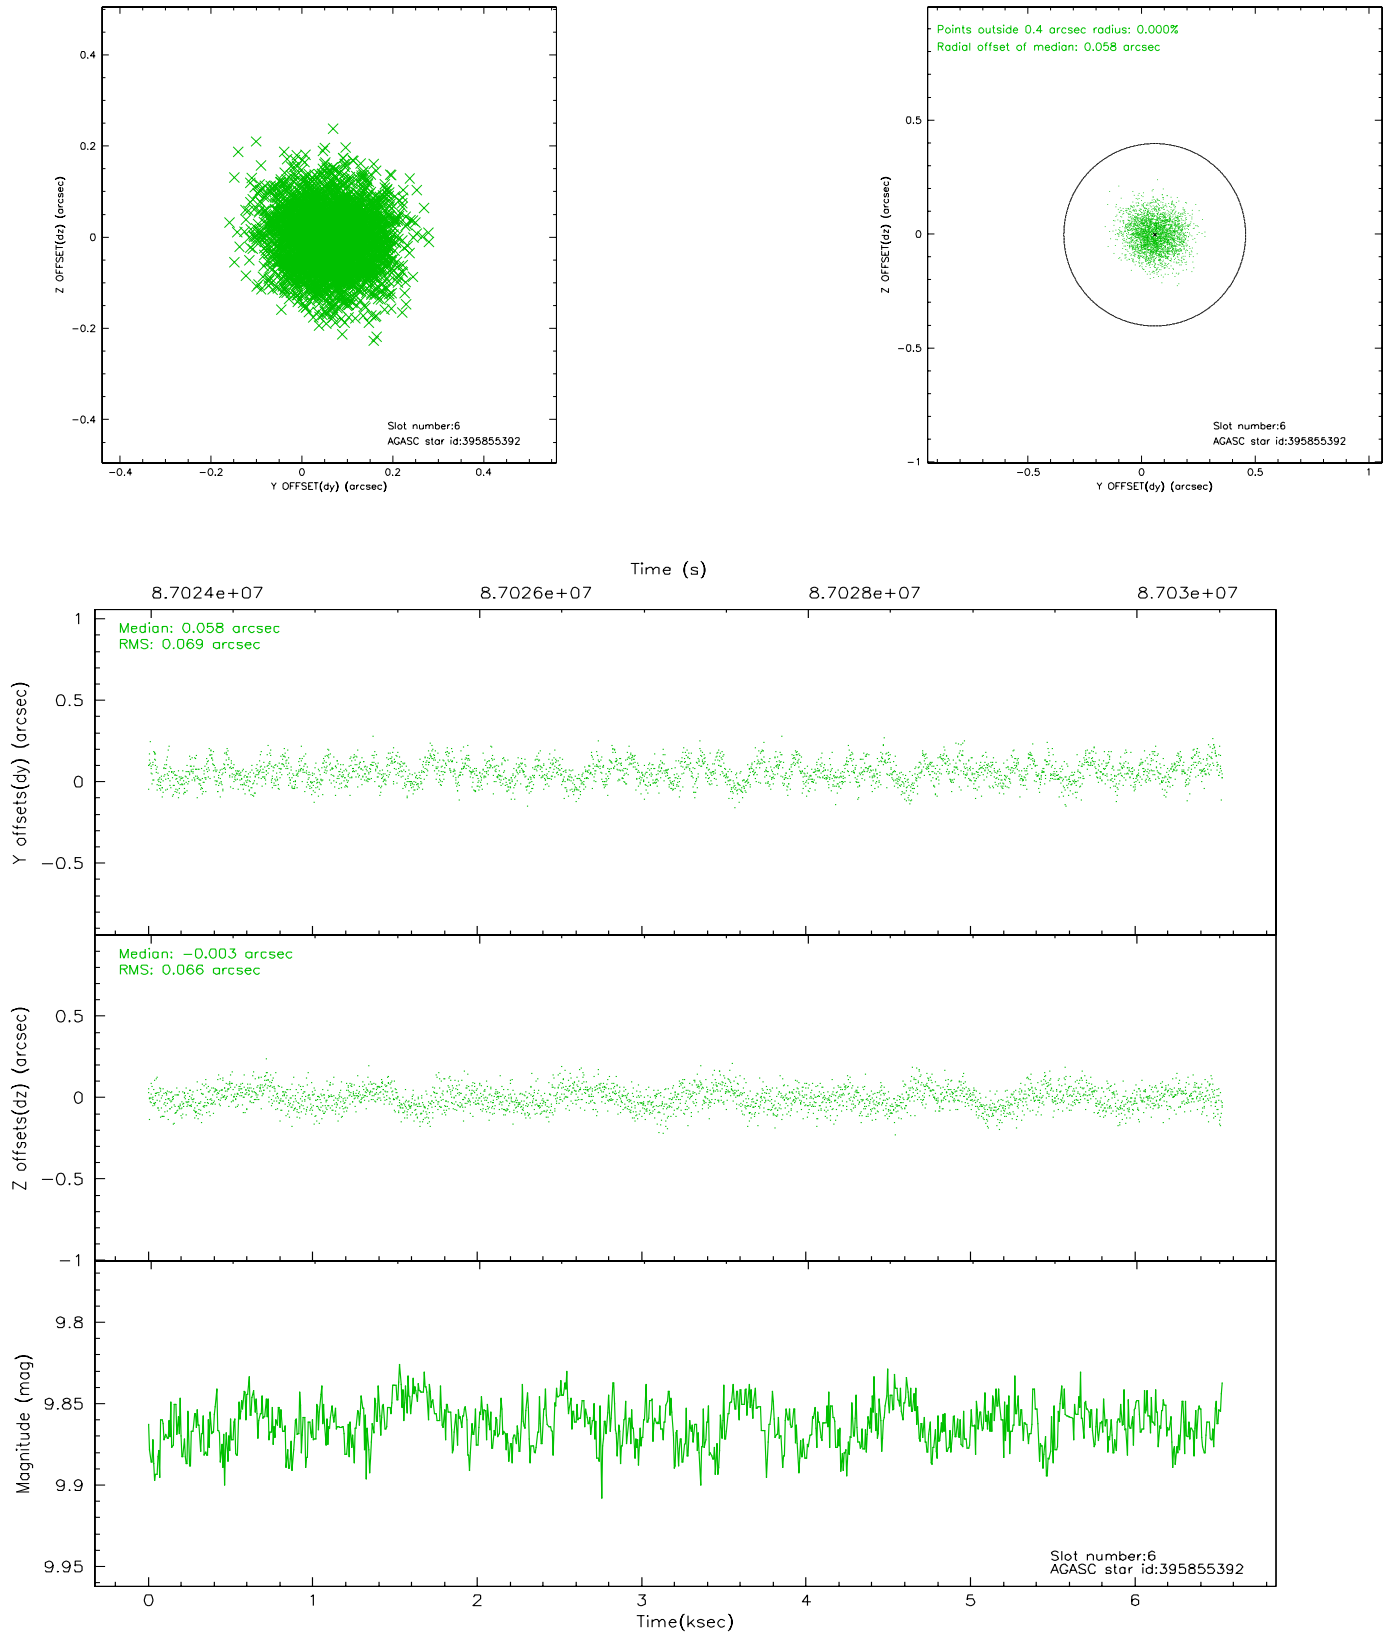 0.4
0.2
0
−0.2
−0.4
Z OFFSET(dz) (arcsec)
Slot number:6
AGASC star id:395855392
−0.4 −0.2 0 0.2 0.4
Y OFFSET(dy) (arcsec)
Points outside 0.4 arcsec radius: 0.000%
Radial offset of median: 0.058 arcsec
0.5
0
−0.5
−1
Z OFFSET(dz) (arcsec)
Slot number:6
AGASC star id:395855392
−0.5 0 0.5 1
Y OFFSET(dy) (arcsec)
Time (s)
8.7024e+07 8.7026e+07 8.7028e+07 8.703e+07
Median: 0.058 arcsec
RMS: 0.069 arcsec
1
0.5
0
−0.5
Y offsets(dy) (arcsec)
Median: −0.003 arcsec
RMS: 0.066 arcsec
0.5
0
−0.5
−1
Z offsets(dz) (arcsec)
9.8
9.85
9.9
9.95
Magnitude (mag)
Slot number:6
AGASC star id:395855392
0 1 2 3 4 5 6
Time(ksec)